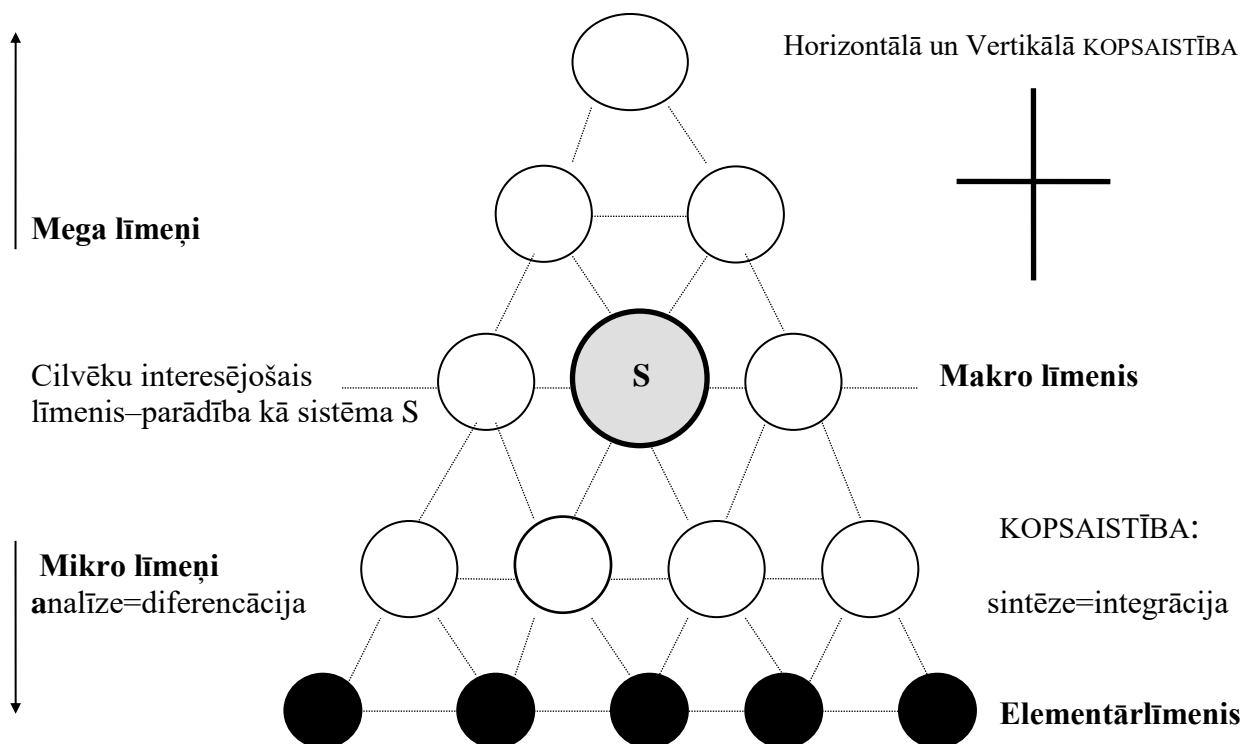 Horizontālā un Vertikālā KOPSAISTĪBA
Mega līmeņi
Cilvēku interesējošais
līmenis–parādība kā sistēma S
S
Makro līmenis
Mikro līmeņi
analīze=diferencācija
KOPSAISTĪBA:
sintēze=integrācija
Elementārlīmenis